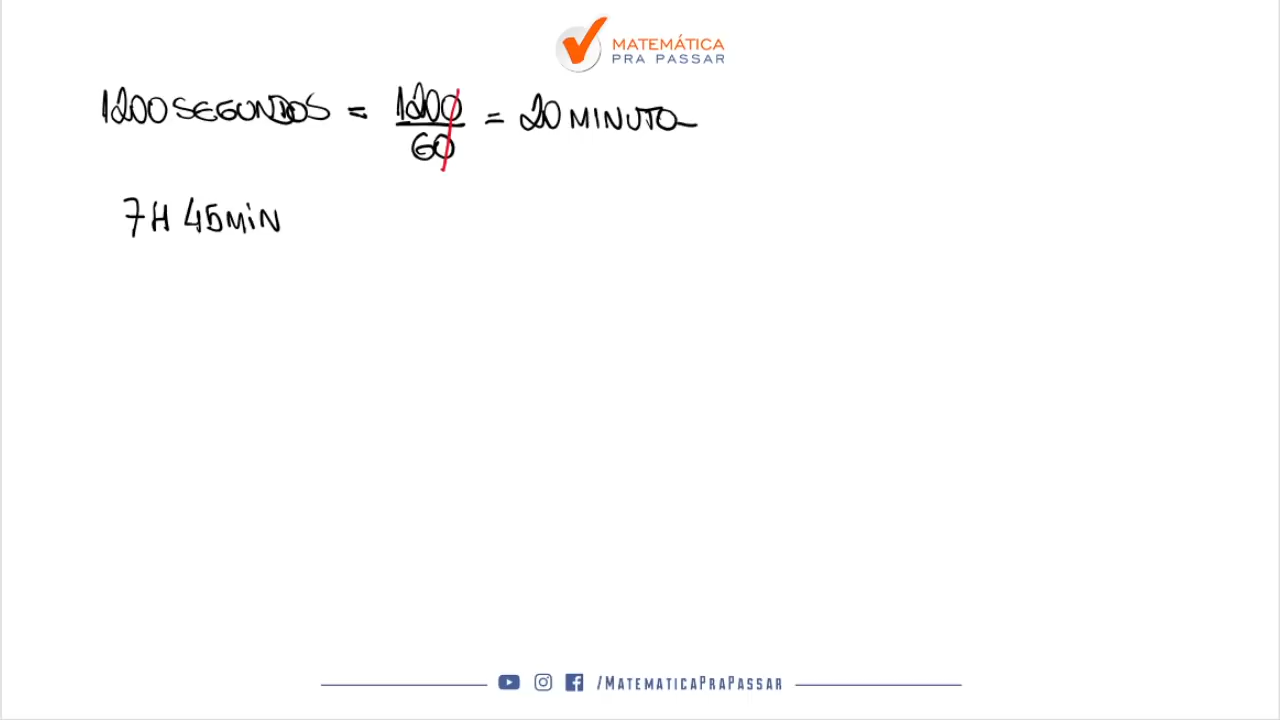 MATEMÁTICA
PRA PASSAR
1200 SEGUNDOS = 1200/60 = 20 MINUTO
7H 45MIN
/MATEMATICAPRAPASSAR